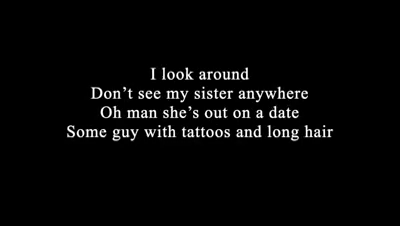 I look around
Don’t see my sister anywhere
Oh man she’s out on a date
Some guy with tattoos and long hair